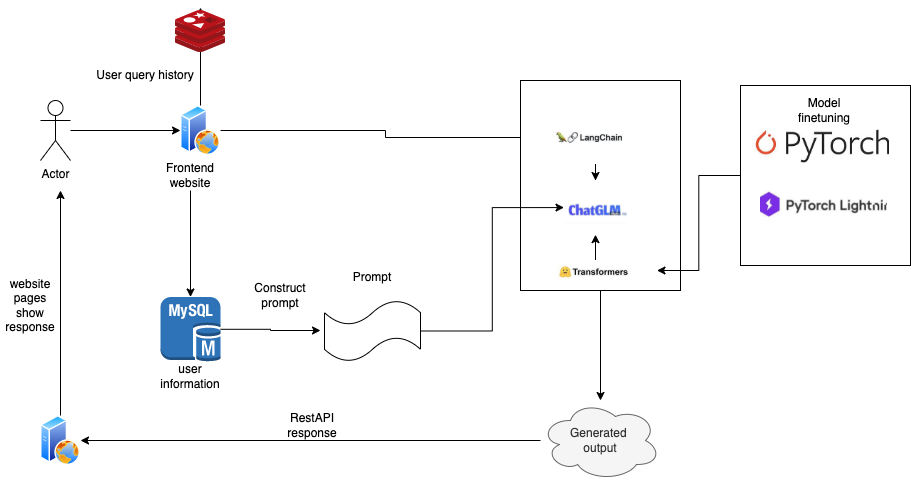 User query history
Actor
Frontend
website
LangChain
ChatGLM
Transformers
Model
finetuning
PyTorch
PyTorch Lightnin
website
pages
show
response
Construct
prompt
Prompt
MySQL
M
user
information
RestAPI
response
Generated
output